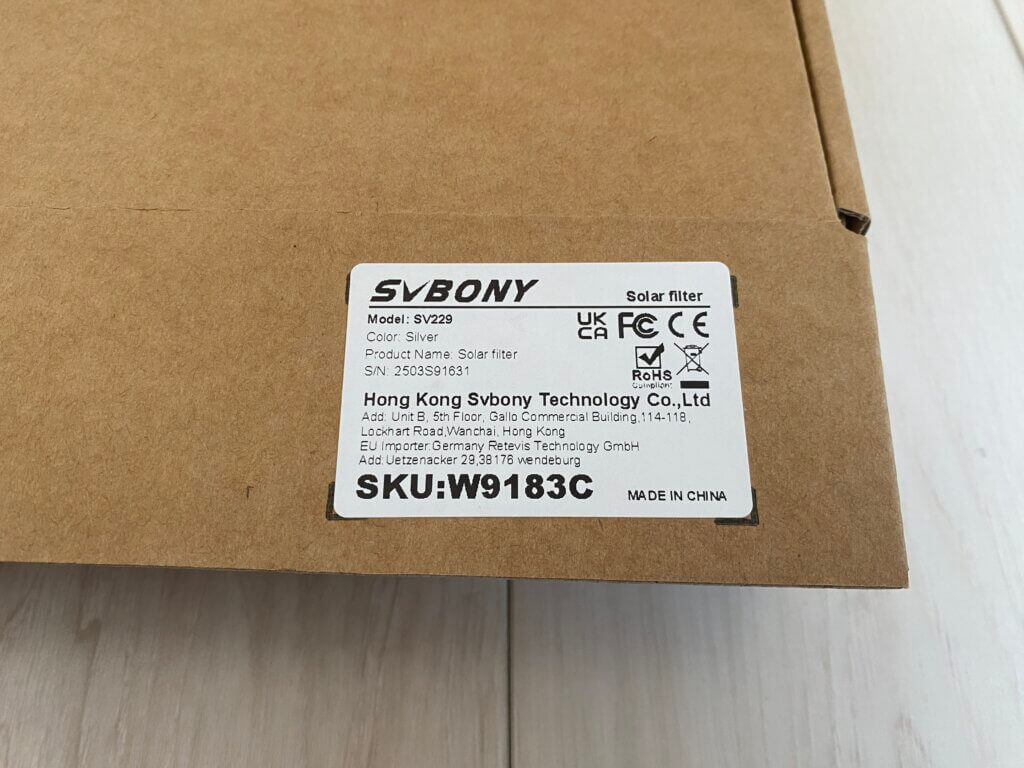 SVBONY
Solar filter
Model: SV229
Color: Silver
Product Name: Solar filter
S/N: 2503S91631
UK
CA
FC CE
RoHS
Compliant
Hong Kong Svbony Technology Co.,Ltd
Add: Unit B, 5th Floor, Gallo Commercial Building,114-118,
Lockhart Road,Wanchai, Hong Kong
EU Importer:Germany Retevis Technology GmbH
Add:Uetzenacker 29,38176 wendeburg
SKU:W9183C
MADE IN CHINA